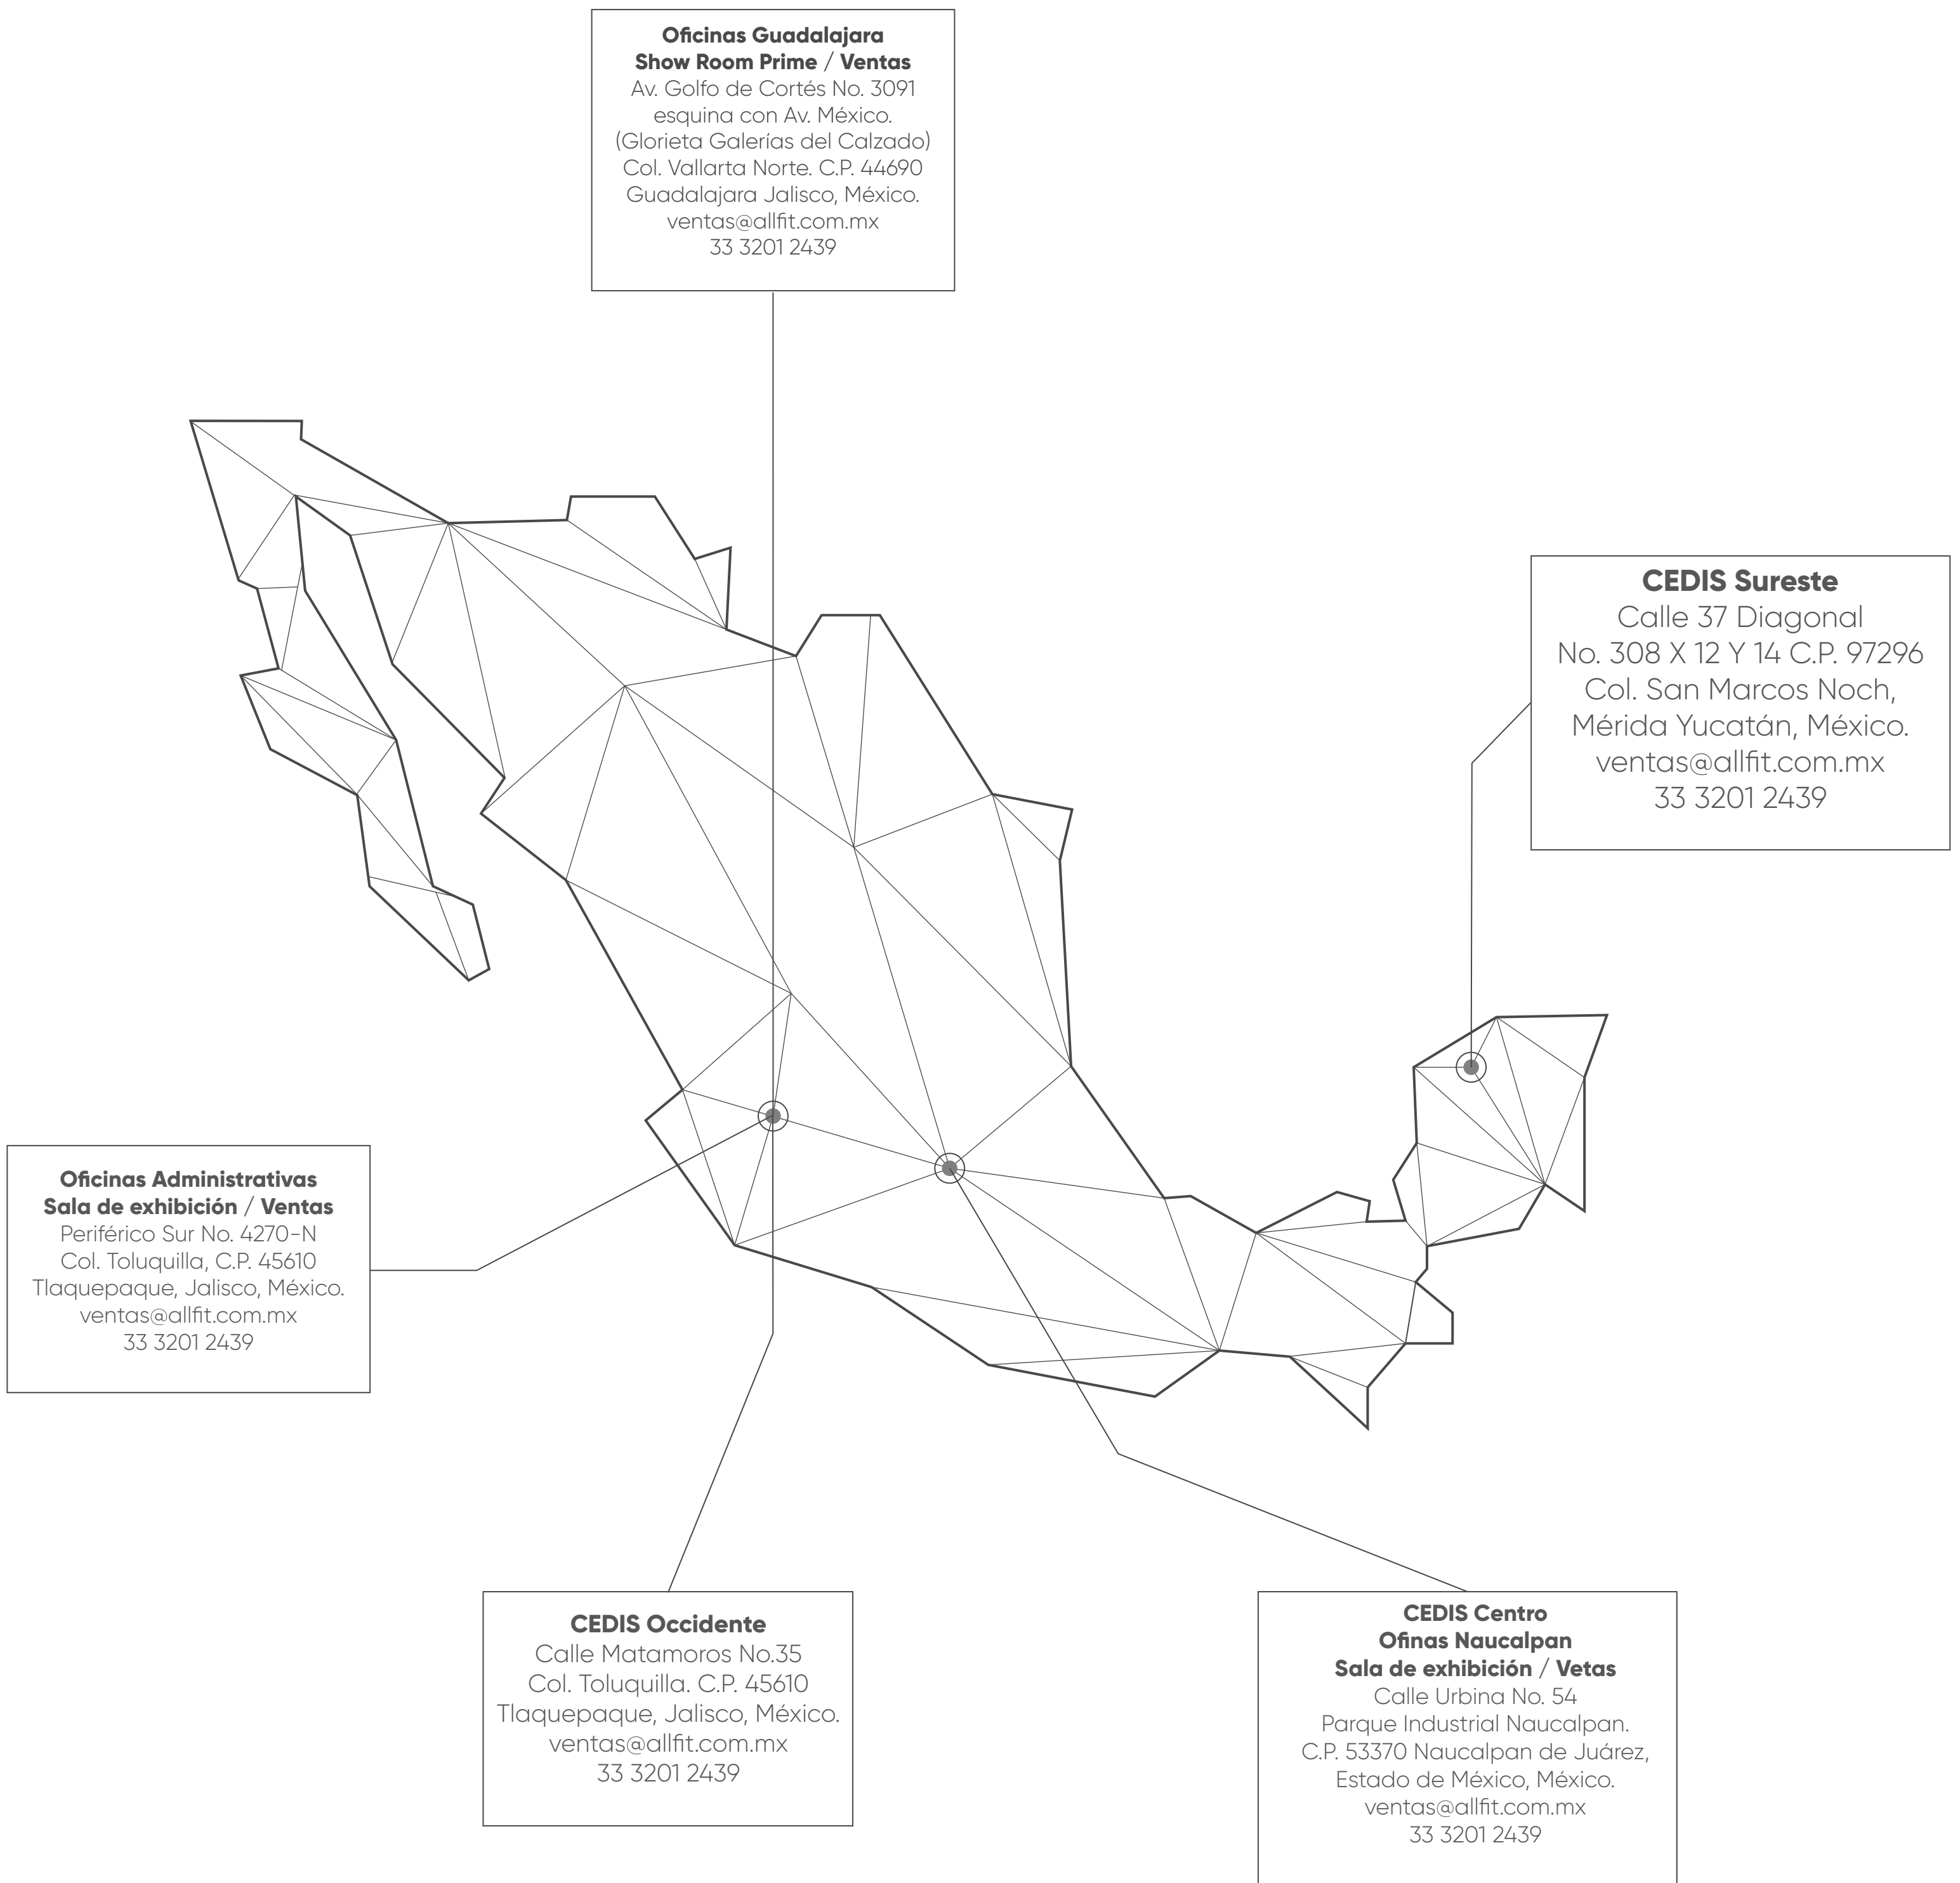 Oficinas Guadalajara
Show Room Prime / Ventas
Av. Golfo de Cortés No. 3091
esquina con Av. México.
(Glorieta Galerías del Calzado)
Col. Vallarta Norte. C.P. 44690
Guadalajara Jalisco, México.
ventas@allfit.com.mx
33 3201 2439
CEDIS Sureste
Calle 37 Diagonal
No. 308 X 12 Y 14 C.P. 97296
Col. San Marcos Noch,
Mérida Yucatán, México.
ventas@allfit.com.mx
33 3201 2439
Oficinas Administrativas
Sala de exhibición / Ventas
Periférico Sur No. 4270-N
Col. Toluquilla, C.P. 45610
Tlaquepaque, Jalisco, México.
ventas@allfit.com.mx
33 3201 2439
CEDIS Occidente
Calle Matamoros No.35
Col. Toluquilla. C.P. 45610
Tlaquepaque, Jalisco, México.
ventas@allfit.com.mx
33 3201 2439
CEDIS Centro
Ofinas Naucalpan
Sala de exhibición / Vetas
Calle Urbina No. 54
Parque Industrial Naucalpan.
C.P. 53370 Naucalpan de Juárez,
Estado de México, México.
ventas@allfit.com.mx
33 3201 2439